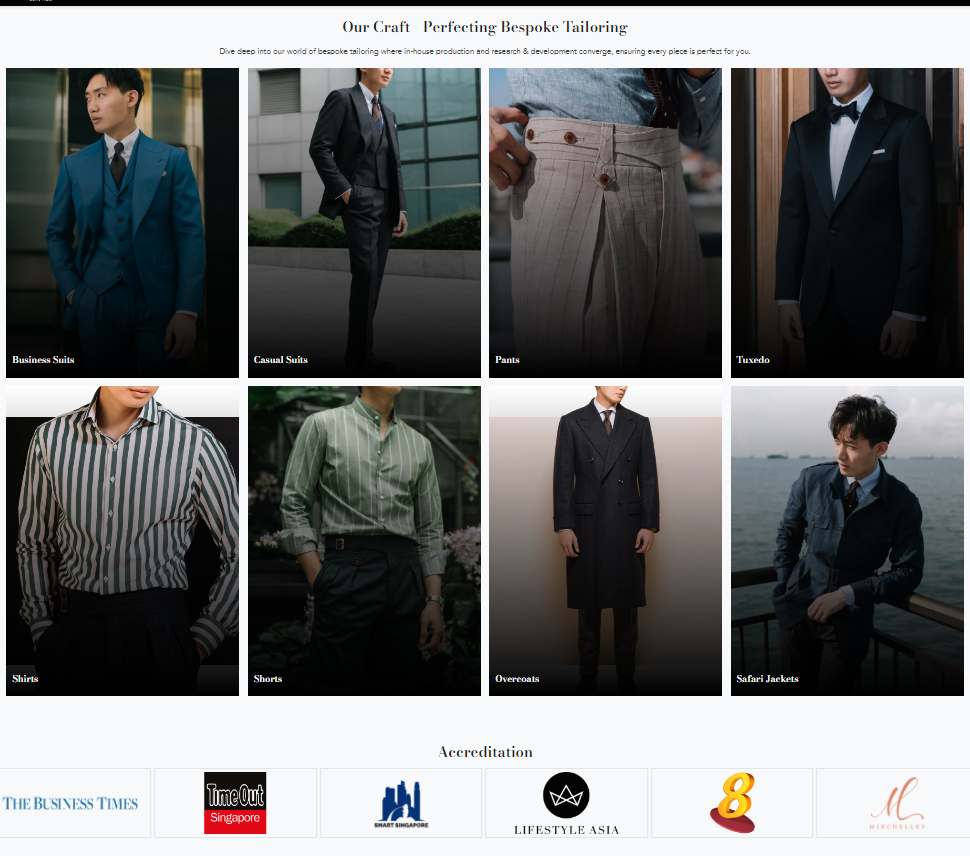 Our Craft - Perfecting Bespoke Tailoring
Dive deep into our world of bespoke tailoring where in-house production and research & development converge, ensuring every piece is perfect for you.
Business Suits
Casual Suits
Pants
Tuxedo
Shirts
Shorts
Overcoats
Safari Jackets
Accreditation
THE BUSINESS TIMES
TimeOut
Singapore
SMART SINGAPORE
LIFESTYLE ASIA
8
M
MISCHELLEY